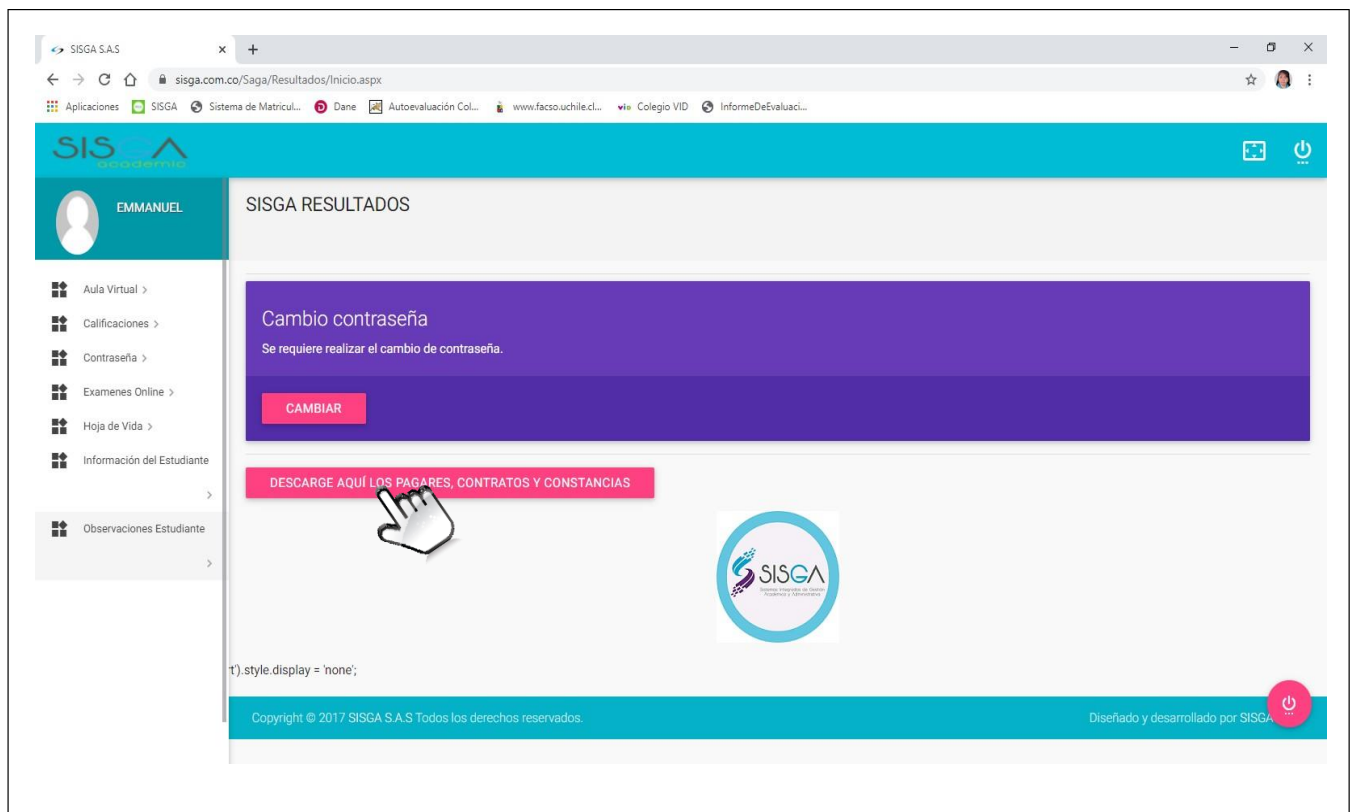 SISGA S.A.S
sisga.com.co/Saga/Resultados/Inicio.aspx
Aplicaciones SISGA Sistema de Matricul... Dane Autoevaluación Col... www.facso.uchile.cl... Colegio VID InformeDeEvaluaci...
SISGA
academic
EMMANUEL
SISGA RESULTADOS
Aula Virtual >
Calificaciones >
Contraseña >
Examenes Online >
Hoja de Vida >
Información del Estudiante
>
Observaciones Estudiante
>
Cambio contraseña
Se requiere realizar el cambio de contraseña.
CAMBIAR
DESCARGE AQUÍ LOS PAGARES, CONTRATOS Y CONSTANCIAS
SISGA
t').style.display = 'none';
Copyright © 2017 SISGA S.A.S Todos los derechos reservados. Diseñado y desarrollado por SISGA